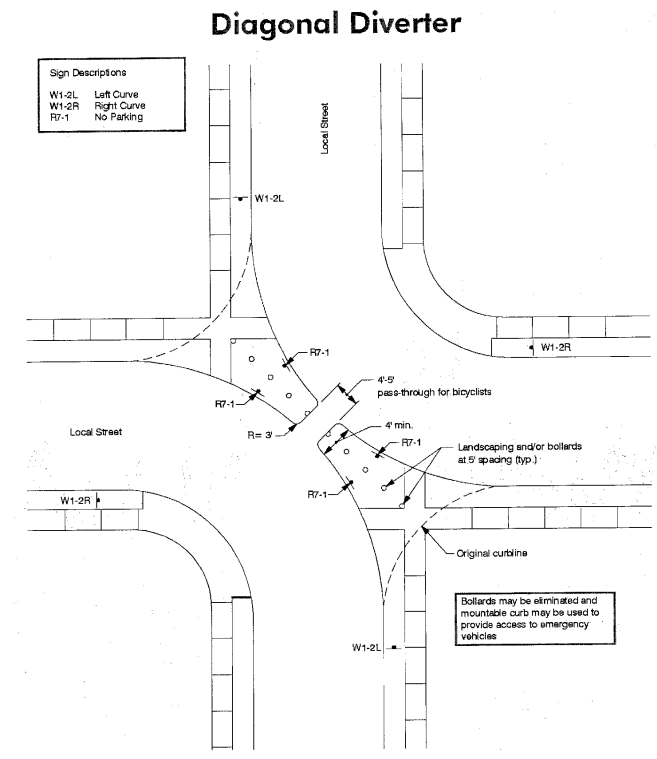 Diagonal Diverter
Sign Descriptions
W1-2L Left Curve
W1-2R Right Curve
R7-1 No Parking
Local Street
W1-2L
W1-2R
R7-1
4'-5'
pass-through for bicyclists
R7-1
R= 3'
4' min.
R7-1
Local Street
Landscaping and/or bollards
at 5' spacing (typ.)
R7-1
W1-2R
Original curbline
Bollards may be eliminated and
mountable curb may be used to
provide access to emergency
vehicles
W1-2L